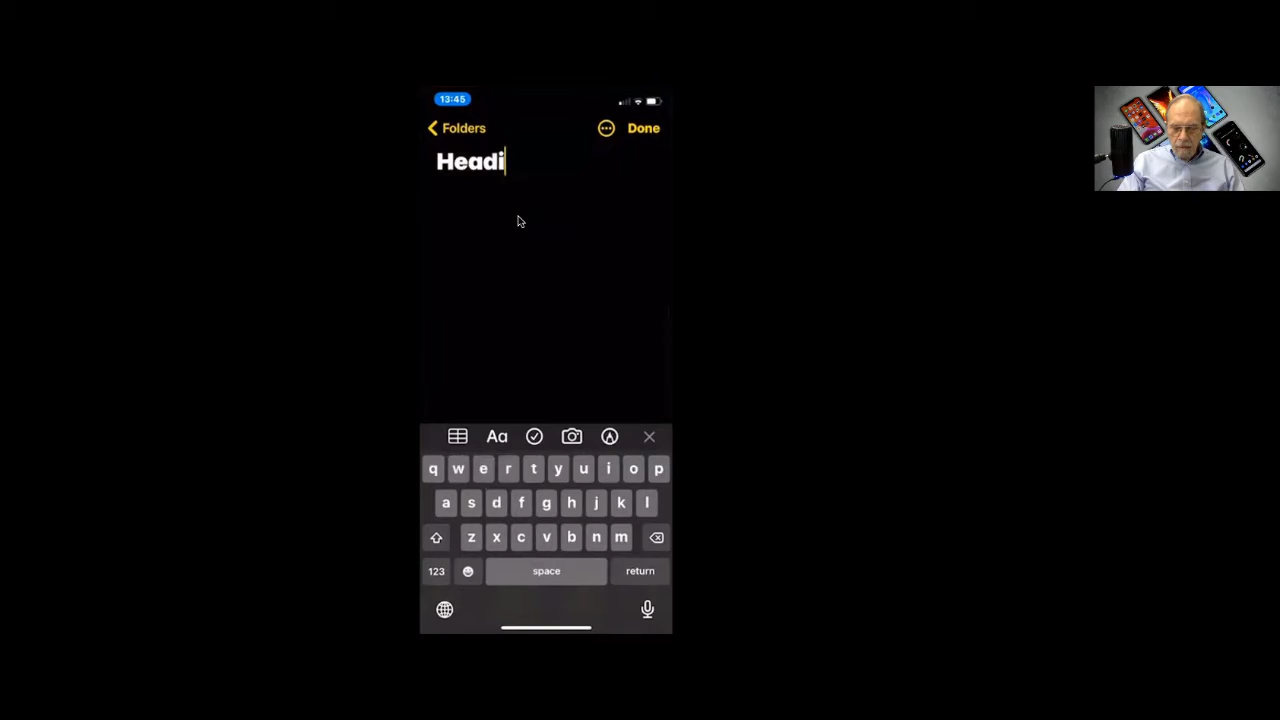 13:45
Folders
Done
Headi
Aa
q w e r t y u i o p
a s d f g h j k l
z x c v b n m
123 space return